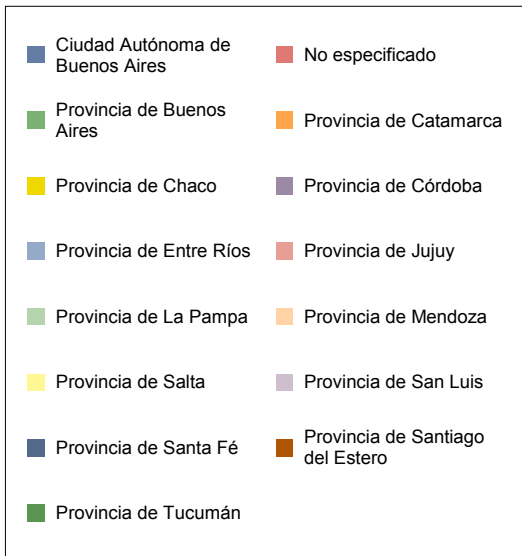 Ciudad Autónoma de
Buenos Aires
No especificado
Provincia de Buenos
Aires
Provincia de Catamarca
Provincia de Chaco
Provincia de Córdoba
Provincia de Entre Ríos
Provincia de Jujuy
Provincia de La Pampa
Provincia de Mendoza
Provincia de Salta
Provincia de San Luis
Provincia de Santa Fé
Provincia de Santiago
del Estero
Provincia de Tucumán